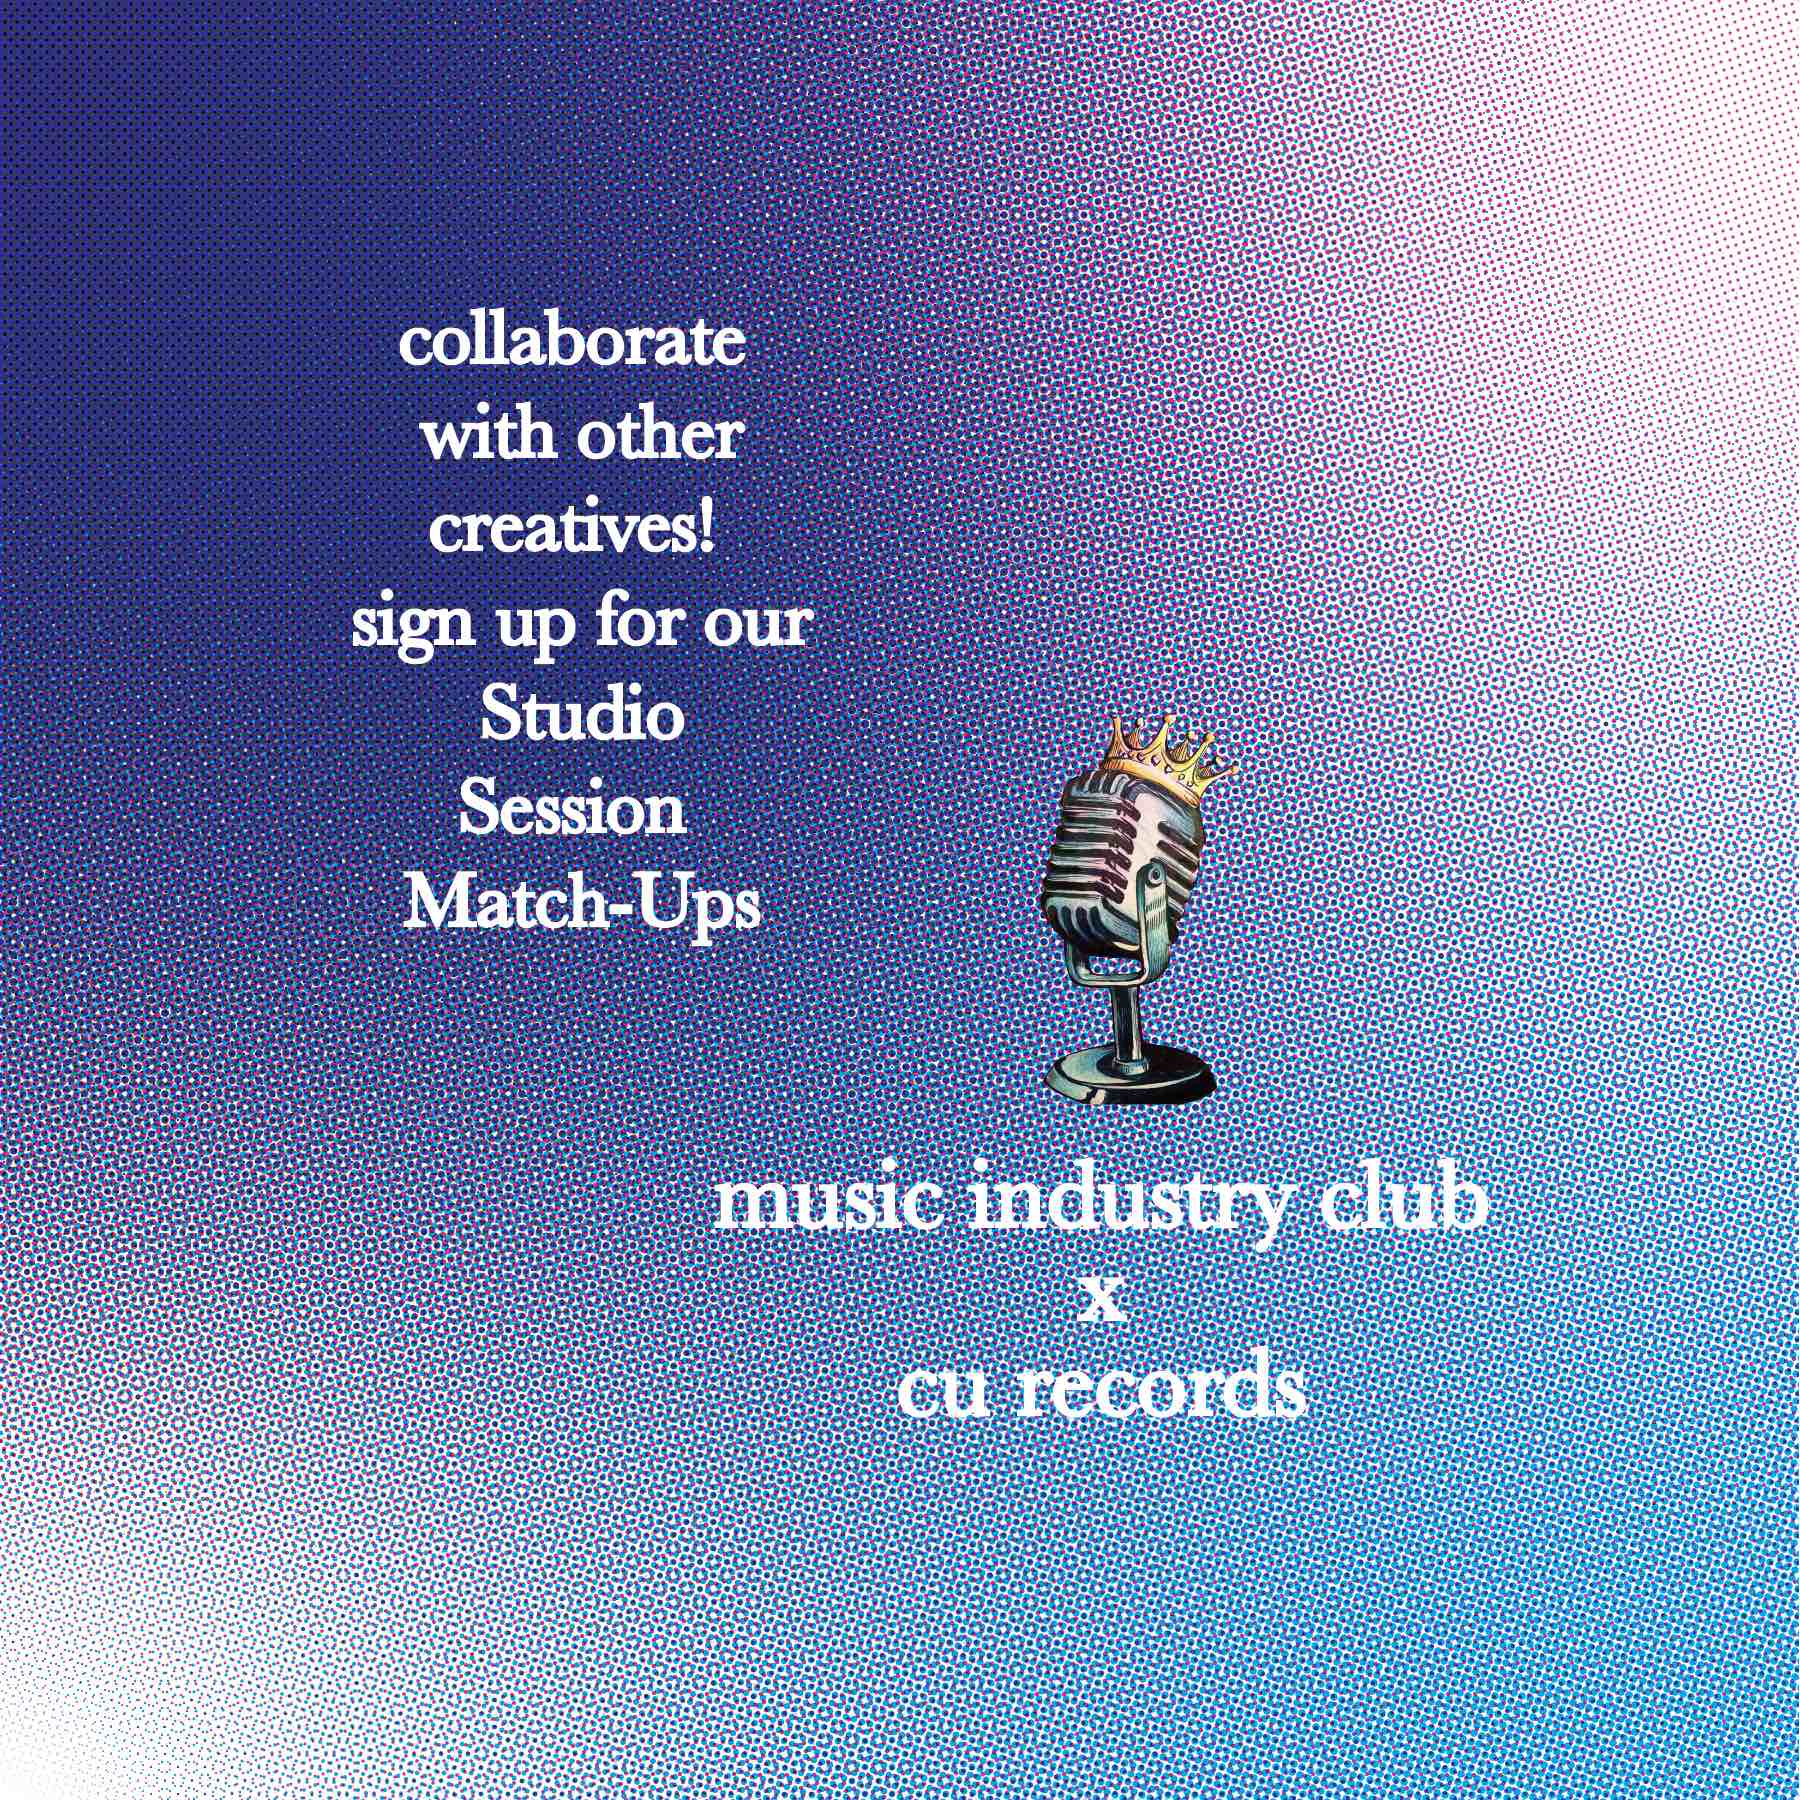 collaborate
with other
creatives!
sign up for our
Studio
Session
Match-Ups
music industry club
x
cu records